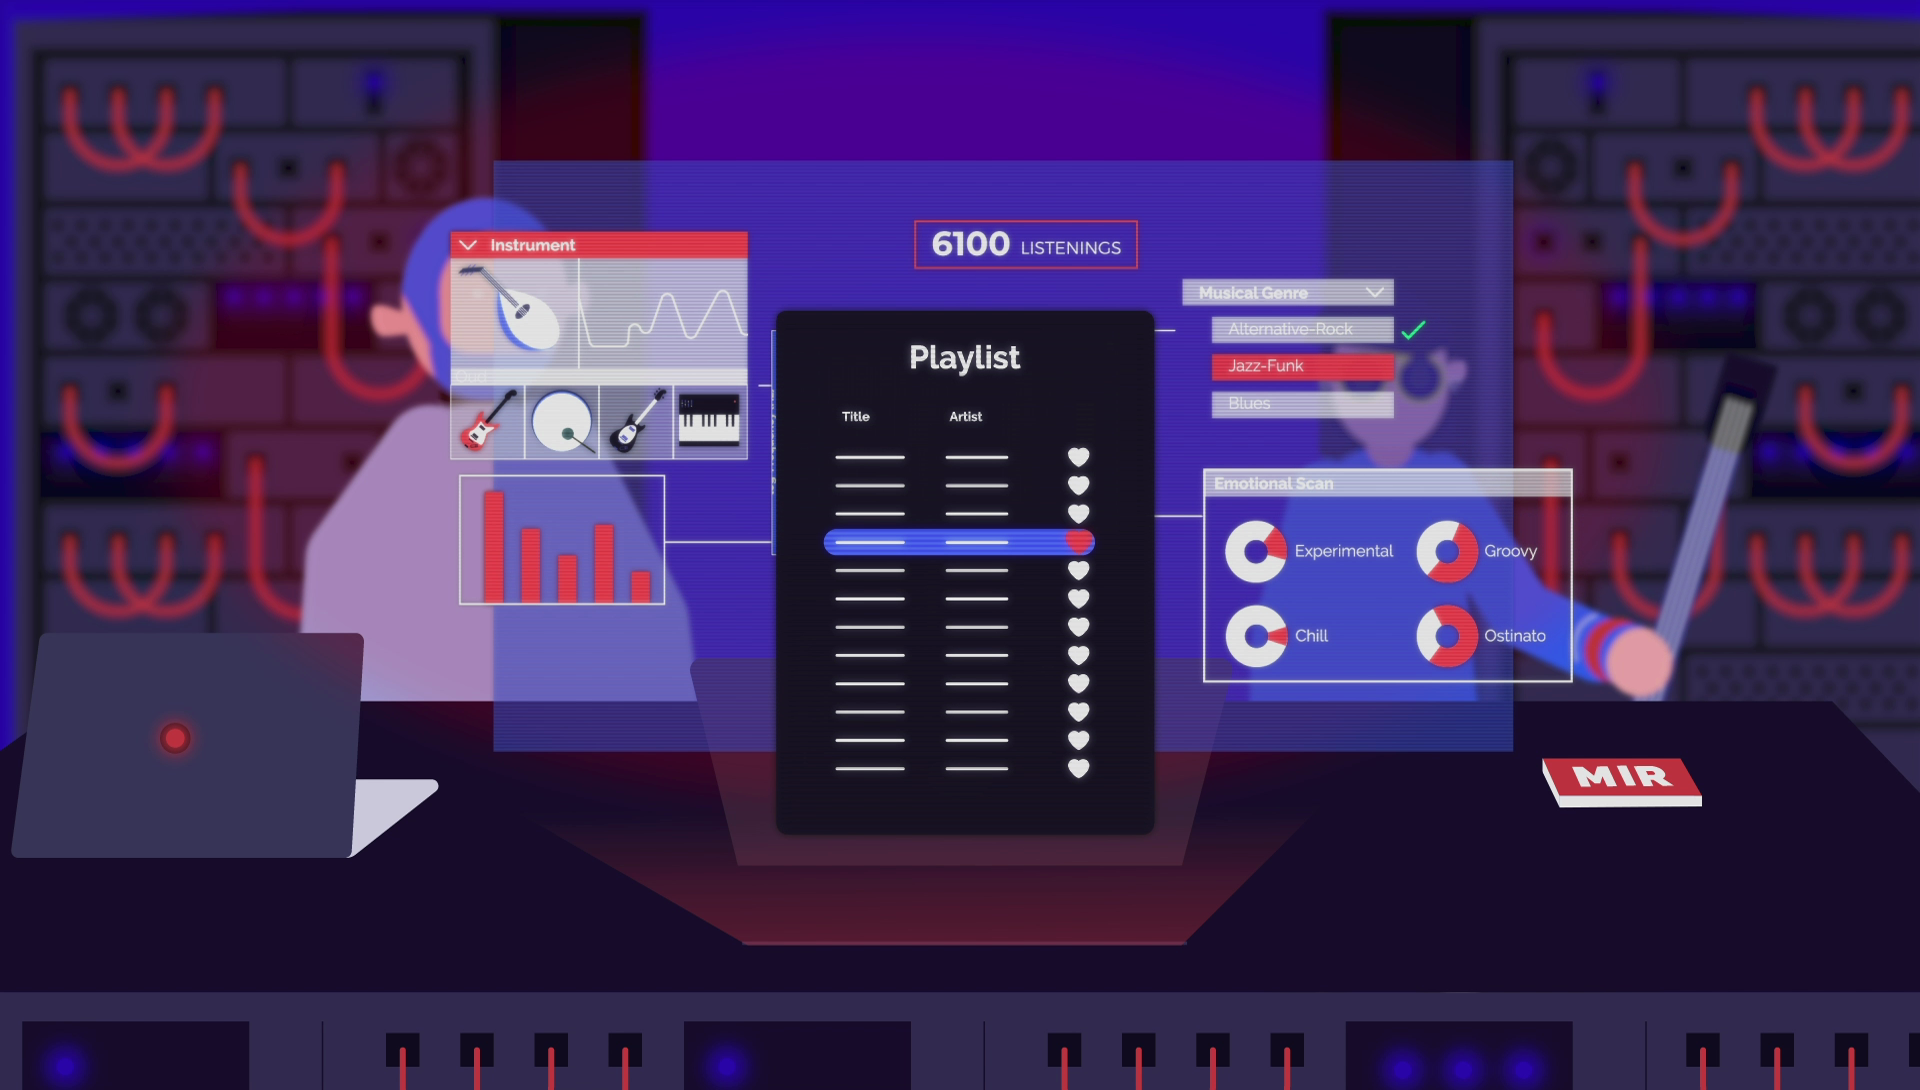 Instrument
6100 LISTENINGS
Musical Genre
Alternative-Rock
Jazz-Funk
Blues
Playlist
Title Artist
Emotional Scan
Experimental
Groovy
Chill
Ostinato
MIR